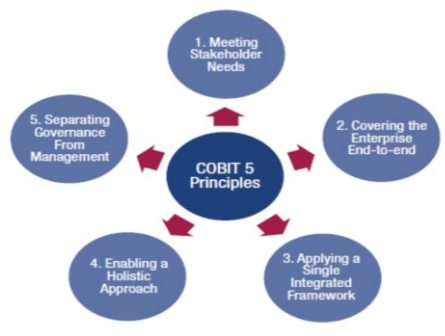 1. Meeting
Stakeholder
Needs
5. Separating
Governance
From
Management
2. Covering the
Enterprise
End-to-end
COBIT 5
Principles
4. Enabling a
Holistic
Approach
3. Applying a
Single
Integrated
Framework